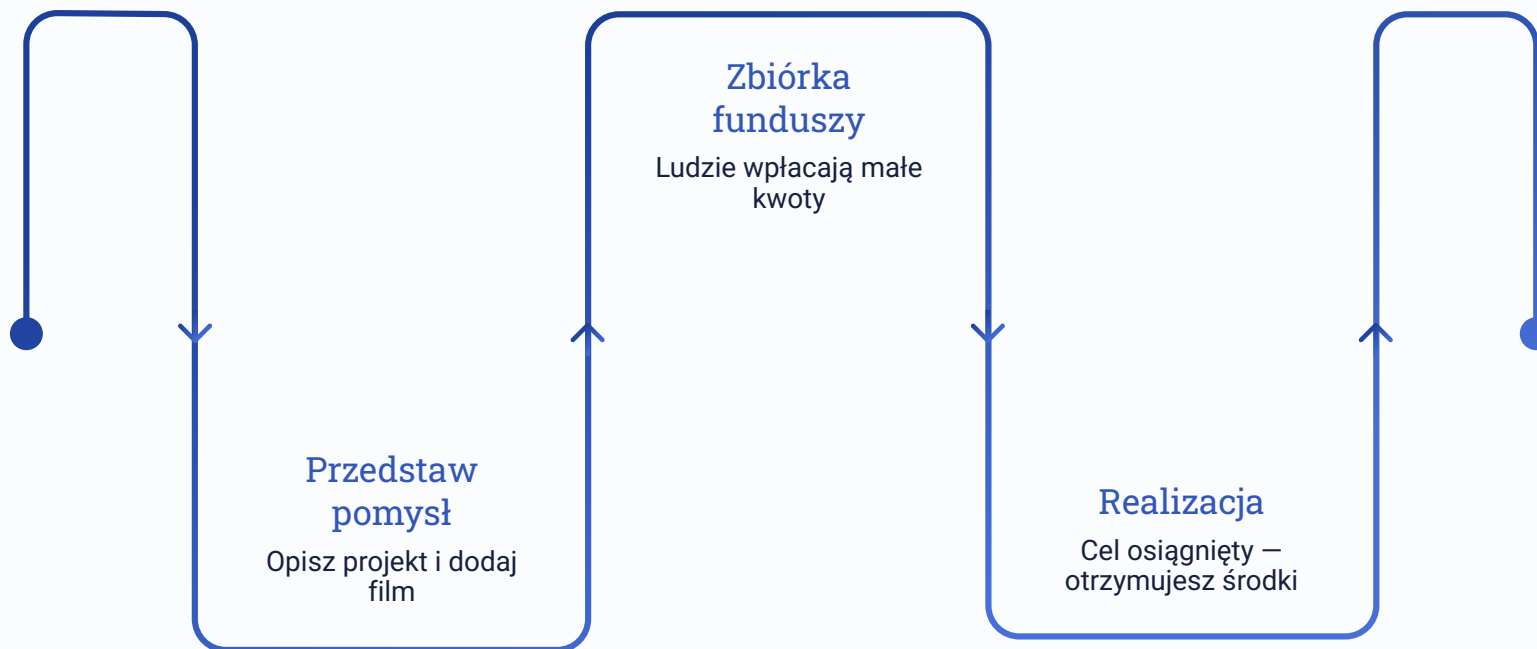 Przedstaw
pomysł
Opisz projekt i dodaj
film
Zbiórka
funduszy
Ludzie wpłacają małe
kwoty
Realizacja
Cel osiągnięty —
otrzymujesz środki